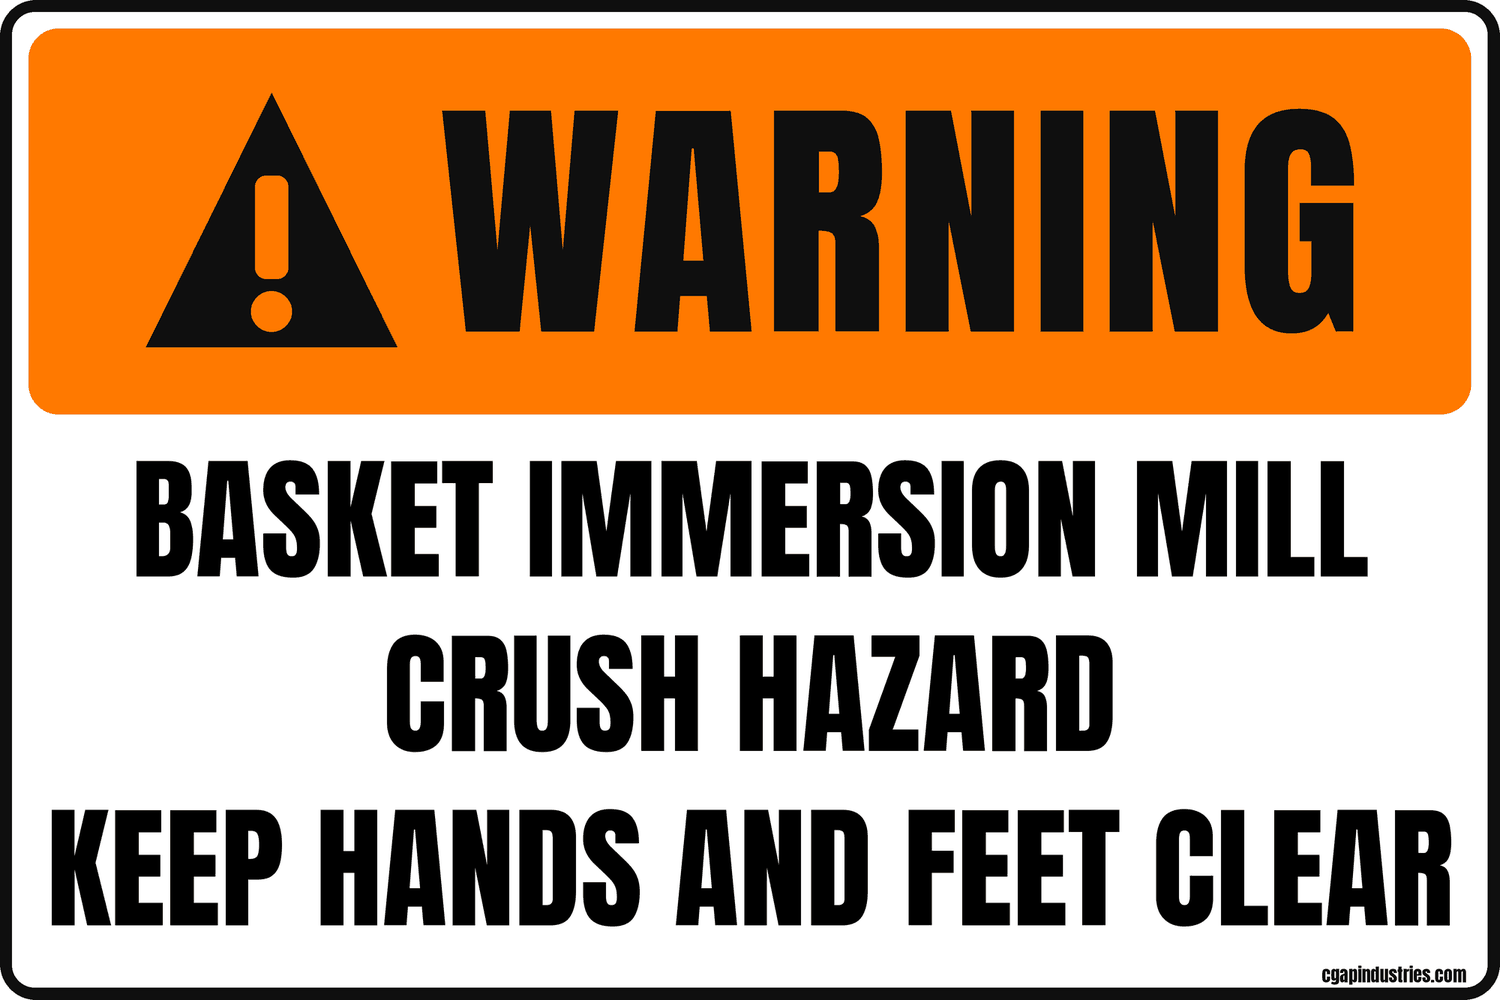 WARNING
BASKET IMMERSION MILL
CRUSH HAZARD
KEEP HANDS AND FEET CLEAR
cgapindustries.com